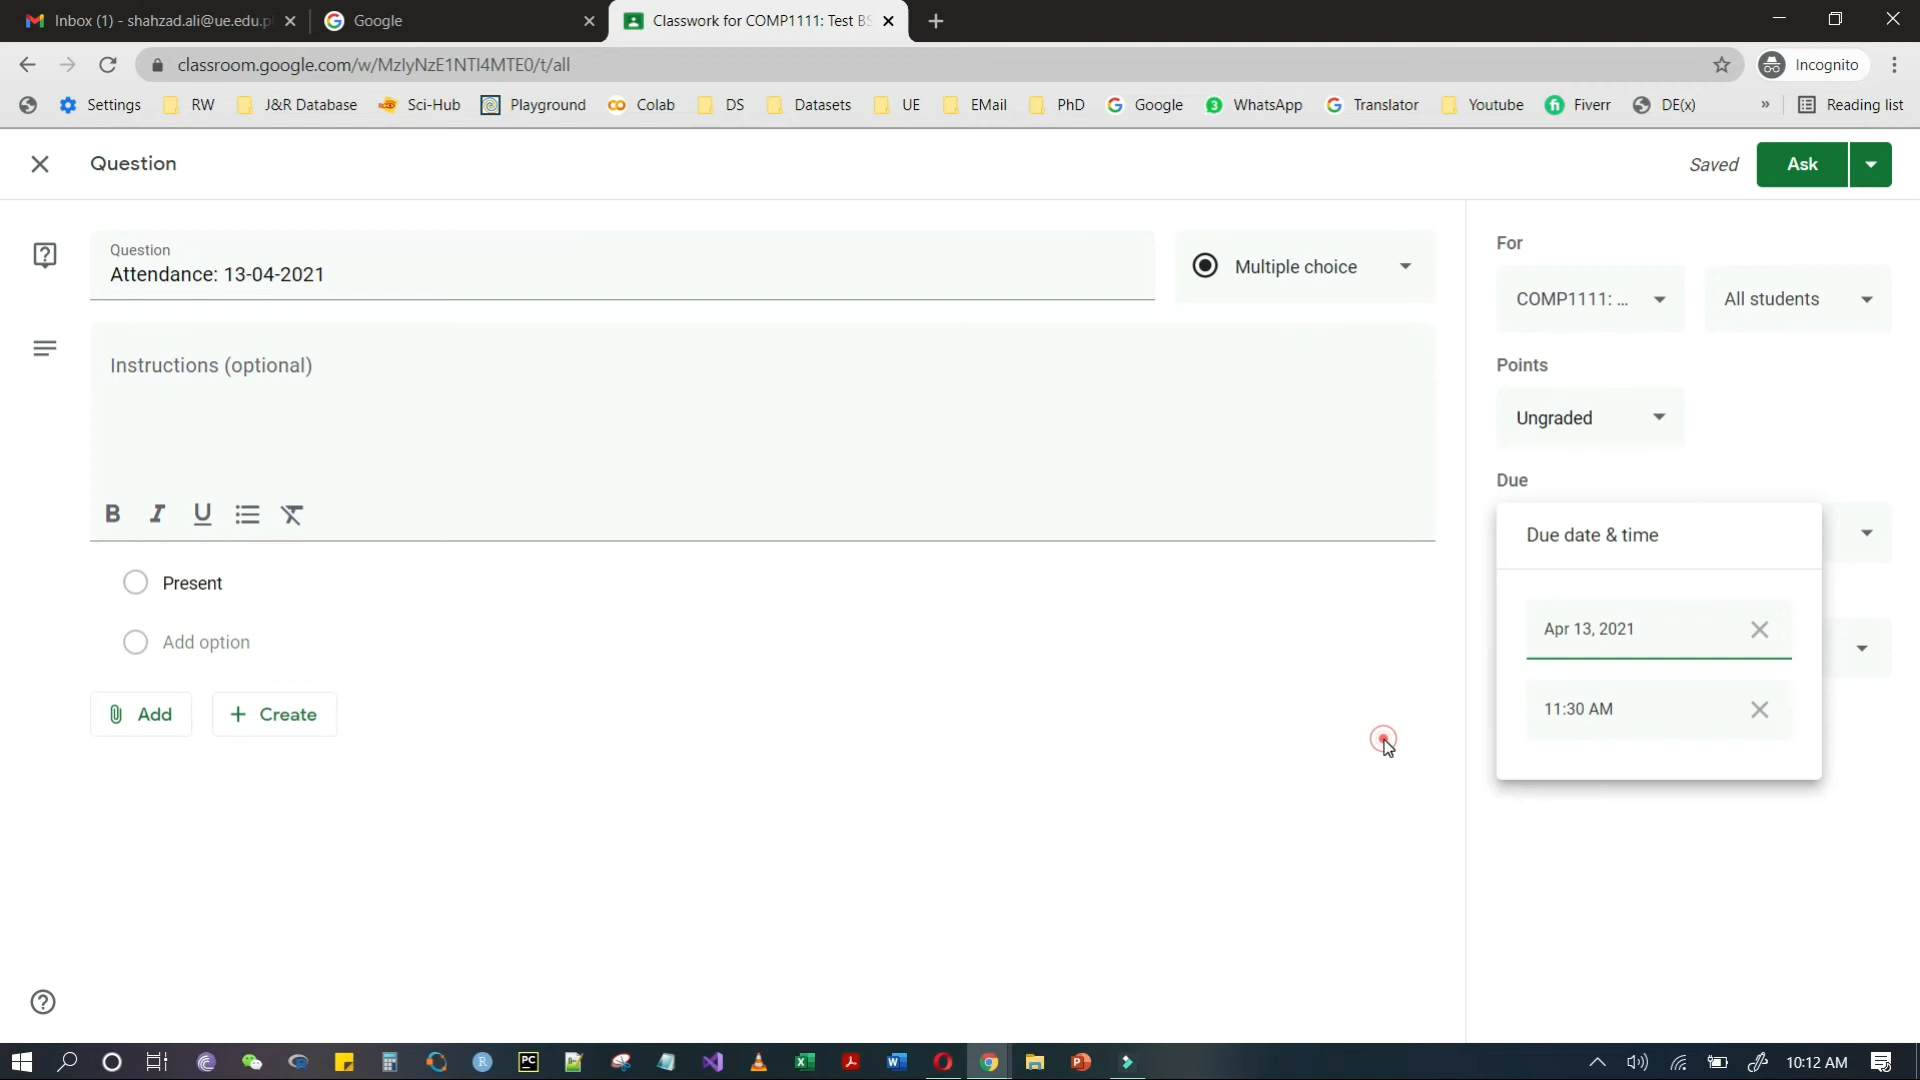 Inbox (1) - shahzad.ali@ue.edu.p
Google
Classwork for COMP1111: Test BS
classroom.google.com/w/MzIyNzE1NTI4MTE0/t/all
Incognito
Settings
RW
J&R Database
Sci-Hub
Playground
Colab
DS
Datasets
UE
EMail
PhD
Google
3
WhatsApp
Translator
Youtube
Fiverr
DE(x)
»
Reading list
Question
Saved
Ask
Question
Attendance: 13-04-2021
Multiple choice
Instructions (optional)
B I U
Present
Add option
Add
Create
For
COMP1111: ...
All students
Points
Ungraded
Due
Due date & time
Apr 13, 2021
11:30 AM
10:12 AM